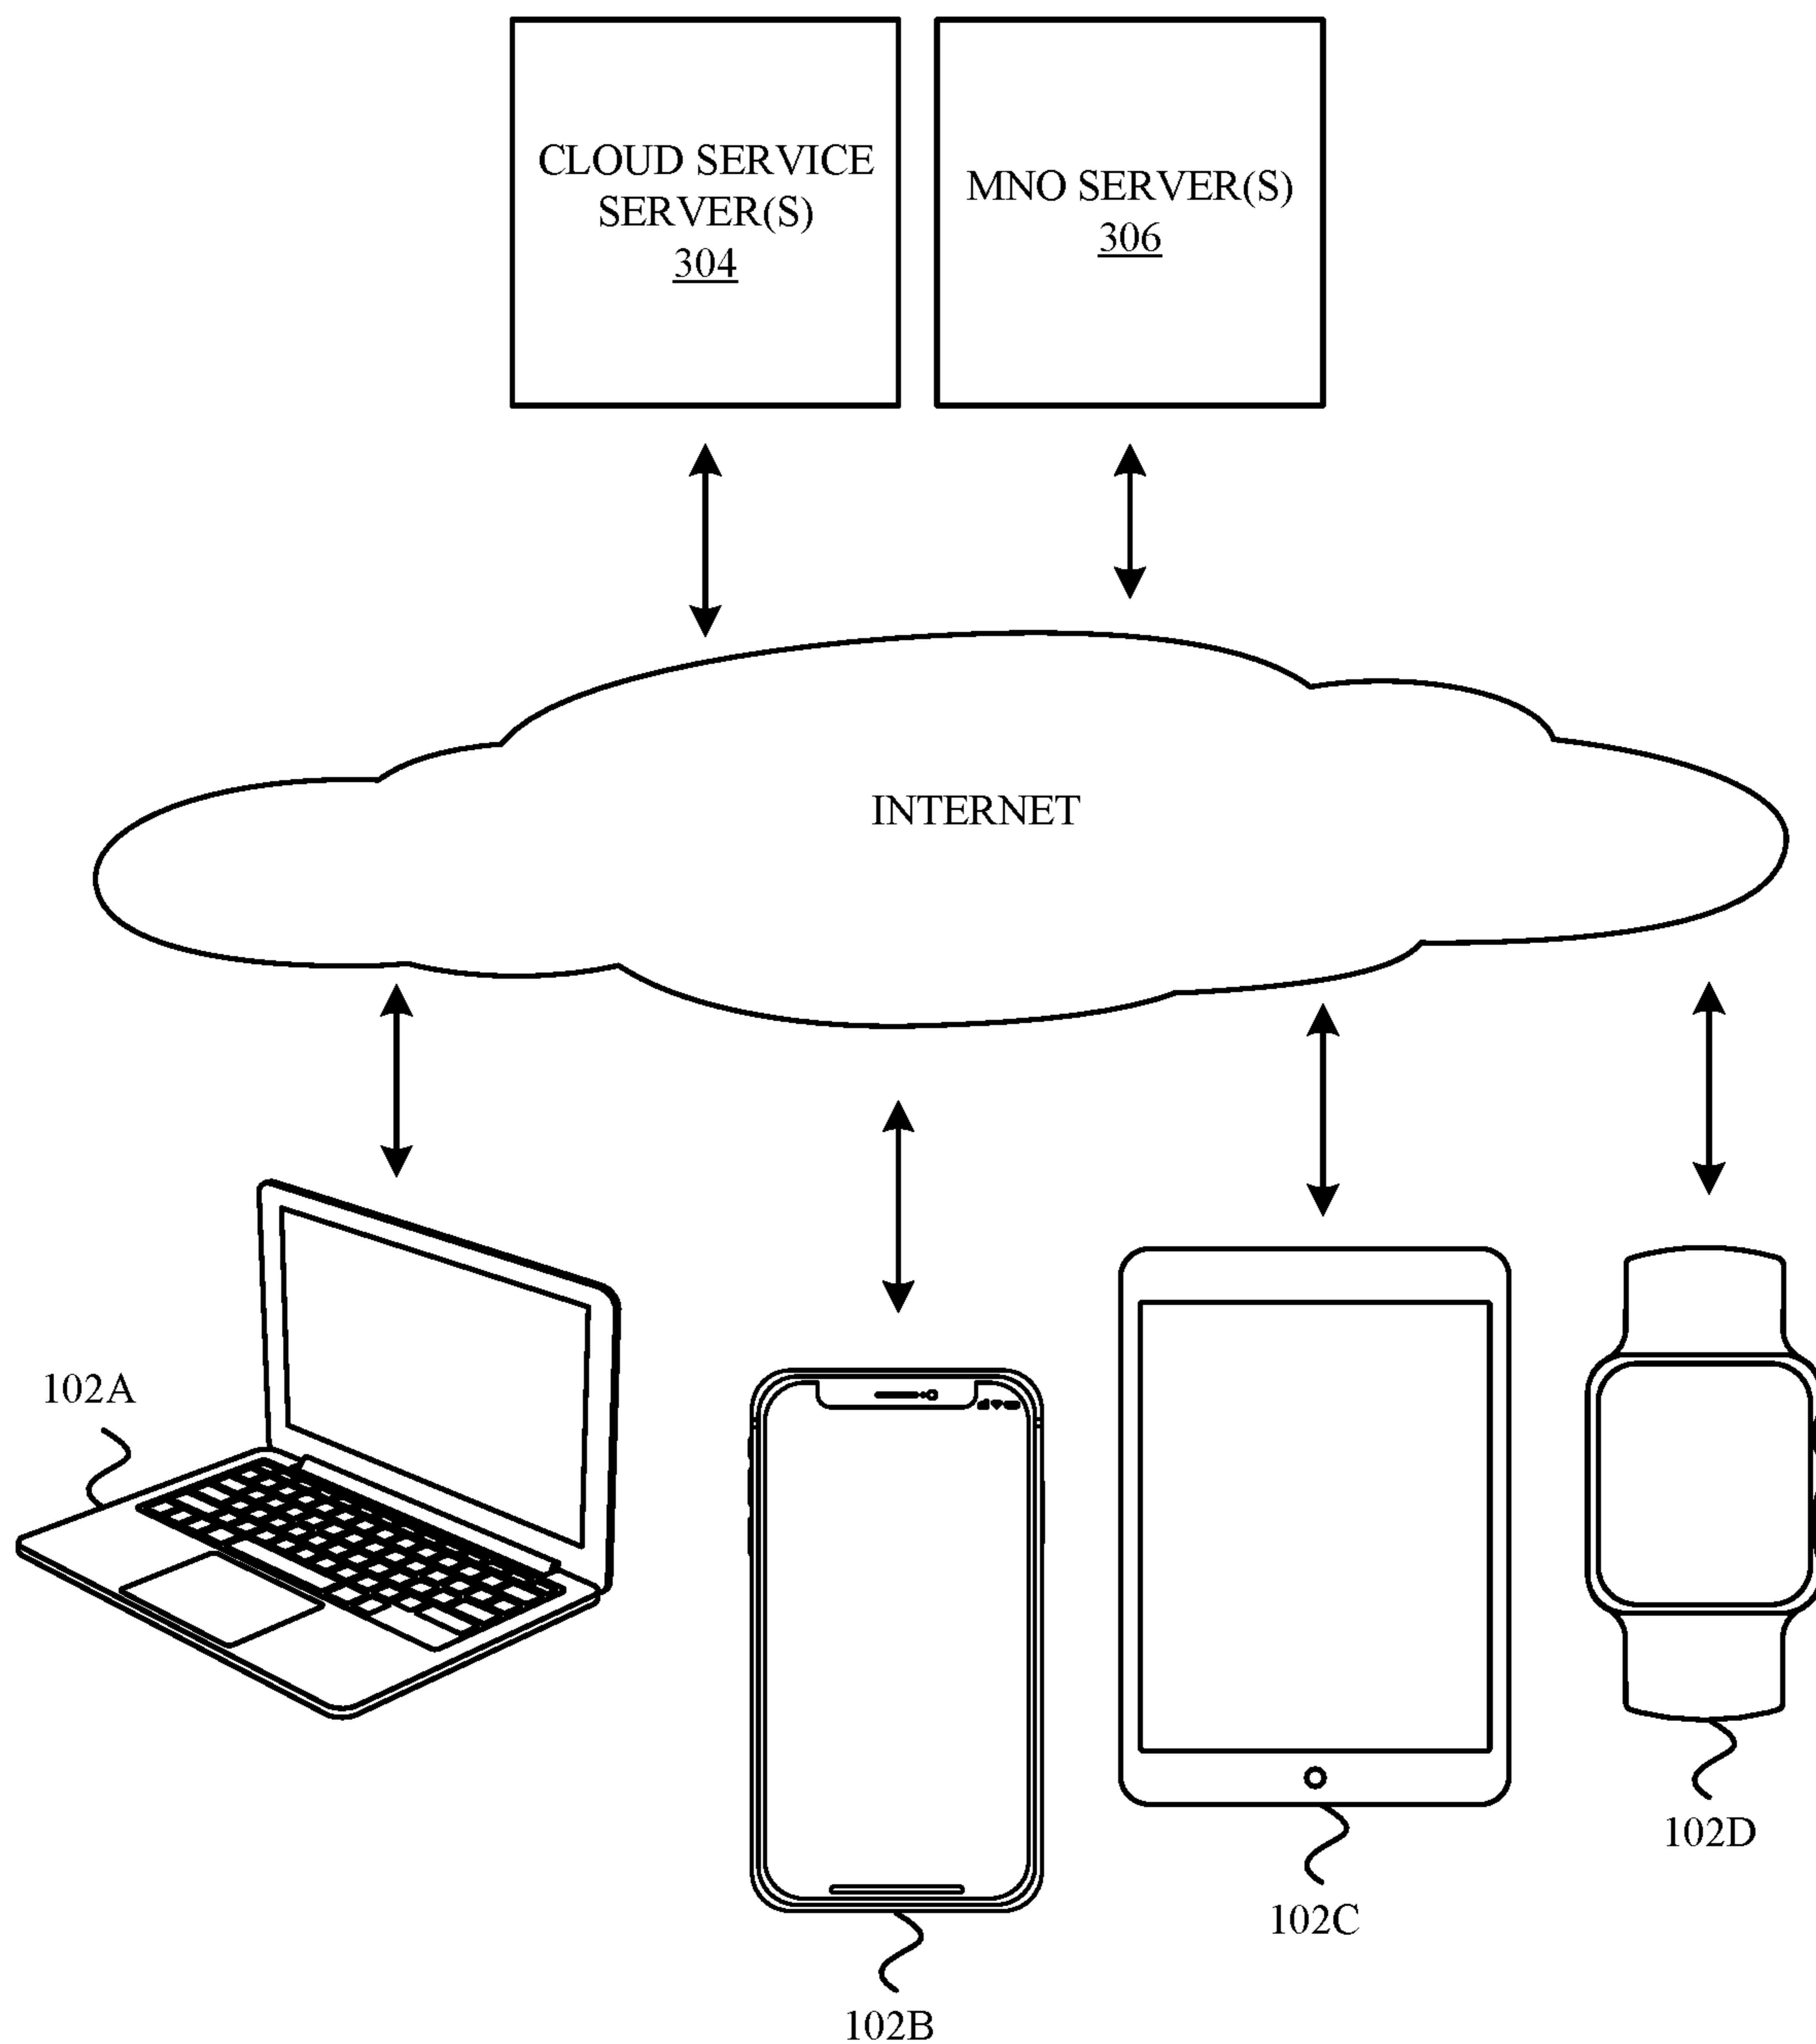 CLOUD SERVICE
SERVER(S)
304
MNO SERVER(S)
306
INTERNET
102A
102B
102C
102D